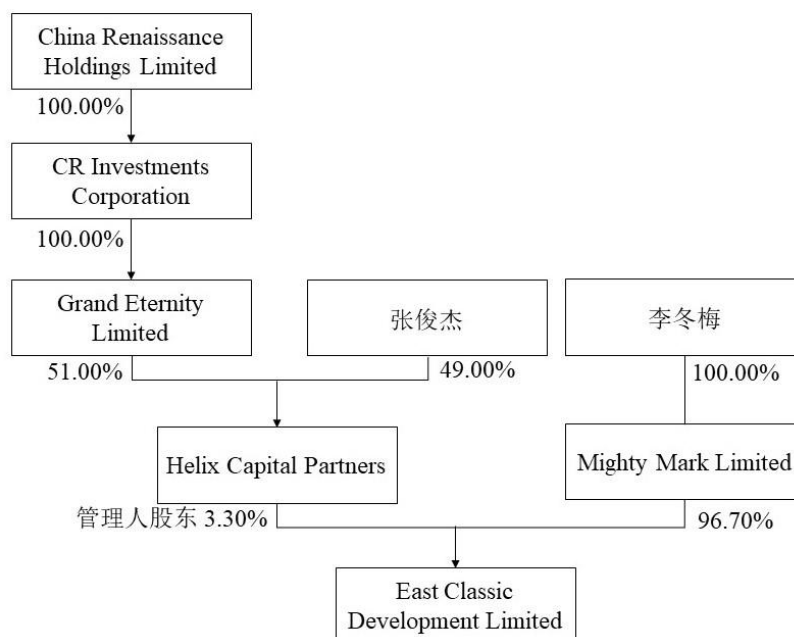 China Renaissance
Holdings Limited
100.00%
CR Investments
Corporation
100.00%
Grand Eternity
Limited
张俊杰
李冬梅
51.00%
49.00%
100.00%
Helix Capital Partners
Mighty Mark Limited
管理人股东 3.30%
96.70%
East Classic
Development Limited